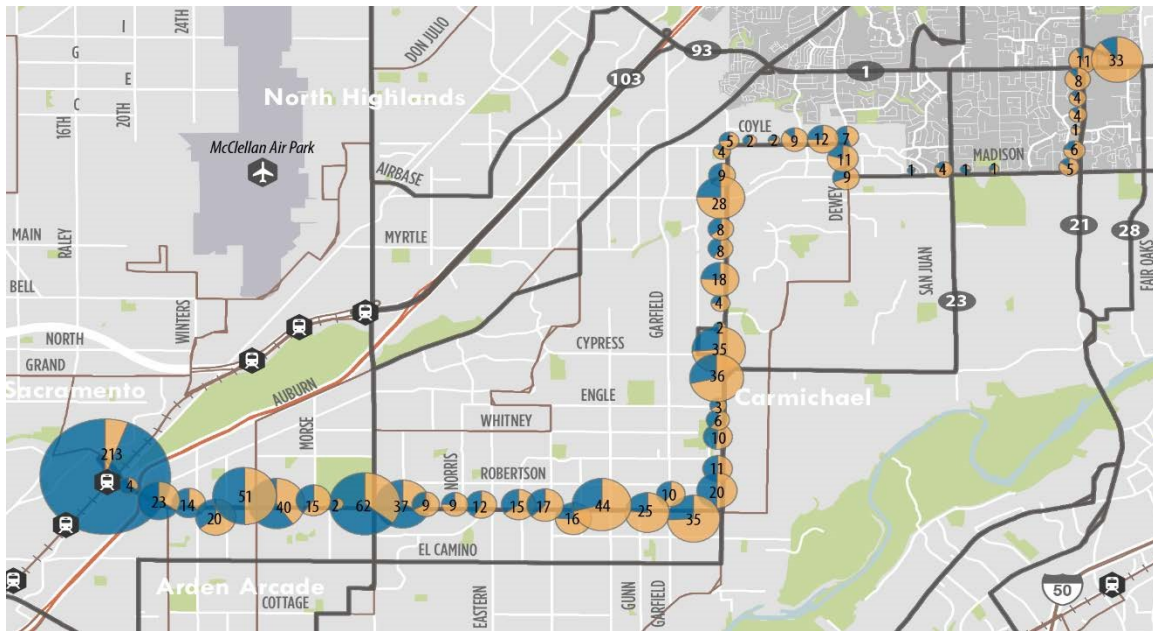 I
24TH
G
E
C
16TH
20TH
DON JULIO
93
103
1
33
11
8
4
4
1
6
5
North Highlands
McClellan Air Park
COYLE
5
2
2
9
12
7
4
11
MADISON
9
9
1
4
1
1
AIRBASE
DEWEY
28
MAIN
RALEY
MYRTLE
8
8
21
28
FAIR OAKS
BELL
WINTERS
18
GARFIELD
SAN JUAN
4
23
NORTH
2
CYPRESS
35
GRAND
36
Sacramento
AUBURN
ENGLE
Carmichael
3
WHITNEY
6
MORSE
10
213
NORRIS
ROBERTSON
11
4
23
14
20
51
40
15
2
62
37
9
9
12
15
17
16
44
25
10
35
20
EL CAMINO
Arden Arcade
COTTAGE
EASTERN
GUNN
GARFIELD
50